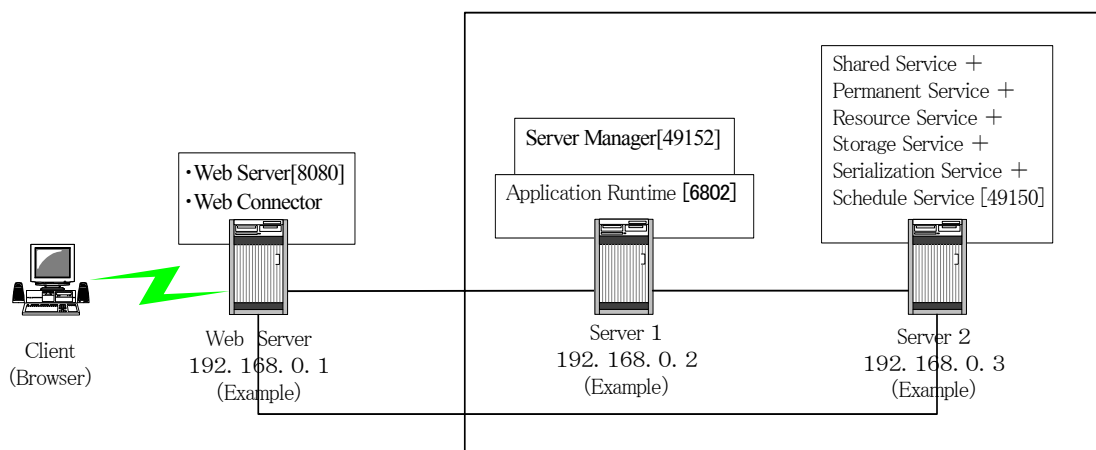 Shared Service +
Permanent Service +
Resource Service +
Storage Service +
Serialization Service +
Schedule Service [49150]
Server Manager[49152]
Application Runtime [6802]
・Web Server[8080]
・Web Connector
Client
(Browser)
Web Server
192. 168. 0. 1
(Example)
Server 1
192. 168. 0. 2
(Example)
Server 2
192. 168. 0. 3
(Example)